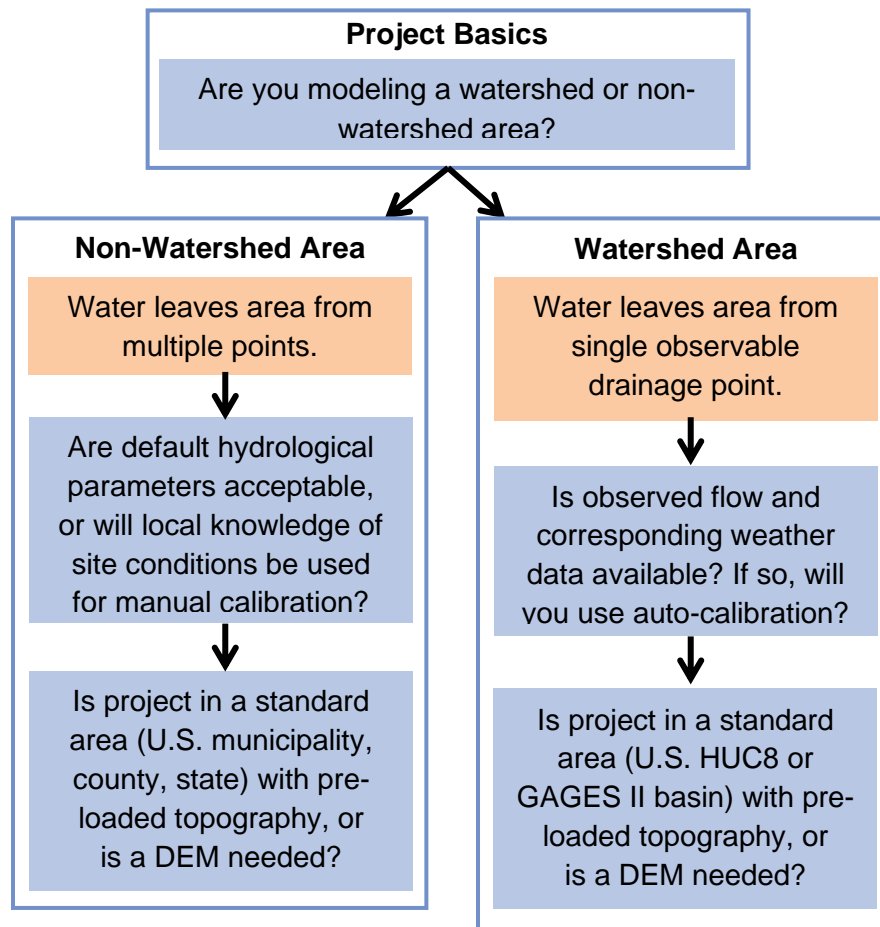 Project Basics
Are you modeling a watershed or non-
watershed area?
Non-Watershed Area
Water leaves area from
multiple points.
Are default hydrological
parameters acceptable,
or will local knowledge of
site conditions be used
for manual calibration?
Is project in a standard
area (U.S. municipality,
county, state) with pre-
loaded topography, or
is a DEM needed?
Watershed Area
Water leaves area from
single observable
drainage point.
Is observed flow and
corresponding weather
data available? If so, will
you use auto-calibration?
Is project in a standard
area (U.S. HUC8 or
GAGES II basin) with pre-
loaded topography, or
is a DEM needed?